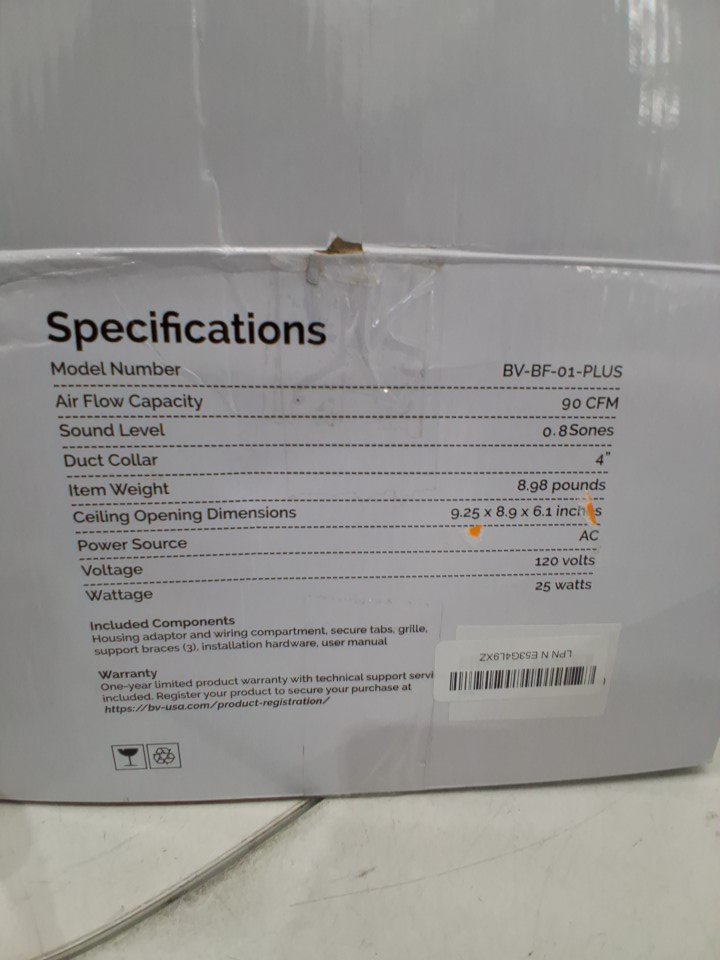 Specifications
Model Number BV-BF-01-PLUS
Air Flow Capacity 90 CFM
Sound Level 0.8Sones
Duct Collar 4"
Item Weight 8.98 pounds
Ceiling Opening Dimensions 9.25 x 8.9 x 6.1 inches
Power Source AC
Voltage 120 volts
Wattage 25 watts
Included Components
Housing adaptor and wiring compartment, secure tabs, grille,
support braces (3), installation hardware, user manual
Warranty
One-year limited product warranty with technical support servi
included. Register your product to secure your purchase at
https://bv-usa.com/product-registration/
LPN N E53G4L9XZ